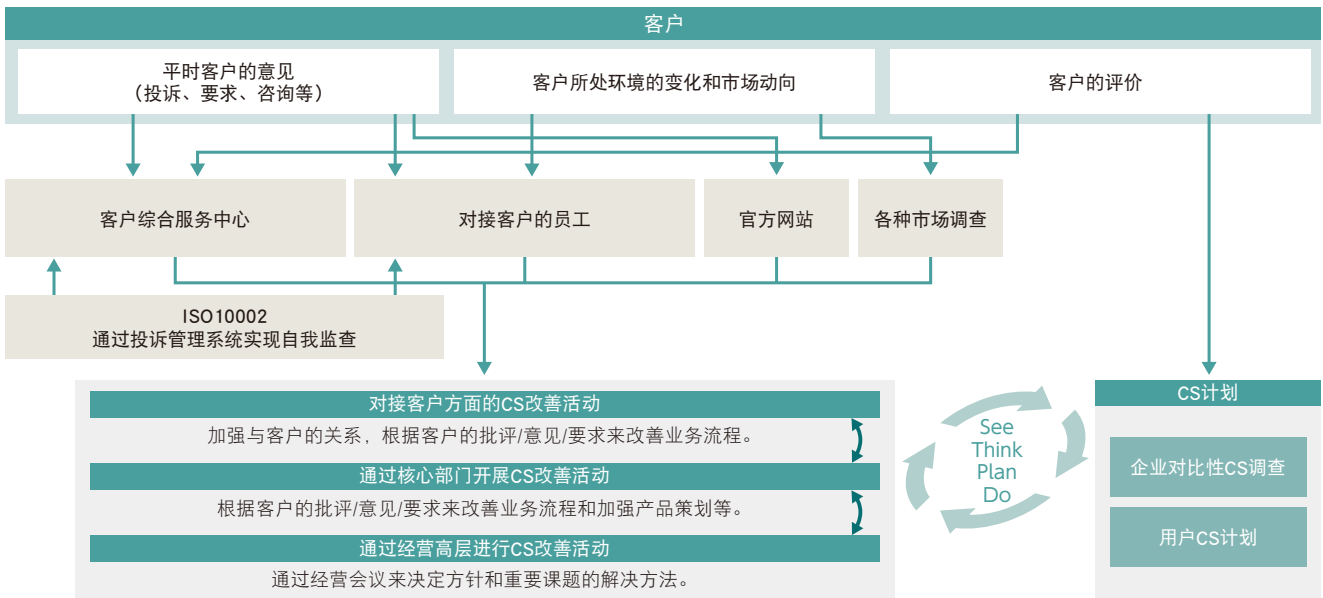 客户
平时客户的意见
（投诉、要求、咨询等）
客户所处环境的变化和市场动向
客户的评价
客户综合服务中心
对接客户的员工
官方网站
各种市场调查
ISO10002
通过投诉管理系统实现自我监查
对接客户方面的CS改善活动
加强与客户的关系，根据客户的批评/意见/要求来改善业务流程。
通过核心部门开展CS改善活动
根据客户的批评/意见/要求来改善业务流程和加强产品策划等。
通过经营高层进行CS改善活动
通过经营会议来决定方针和重要课题的解决方法。
See
Think
Plan
Do
CS计划
企业对比性CS调查
用户CS计划